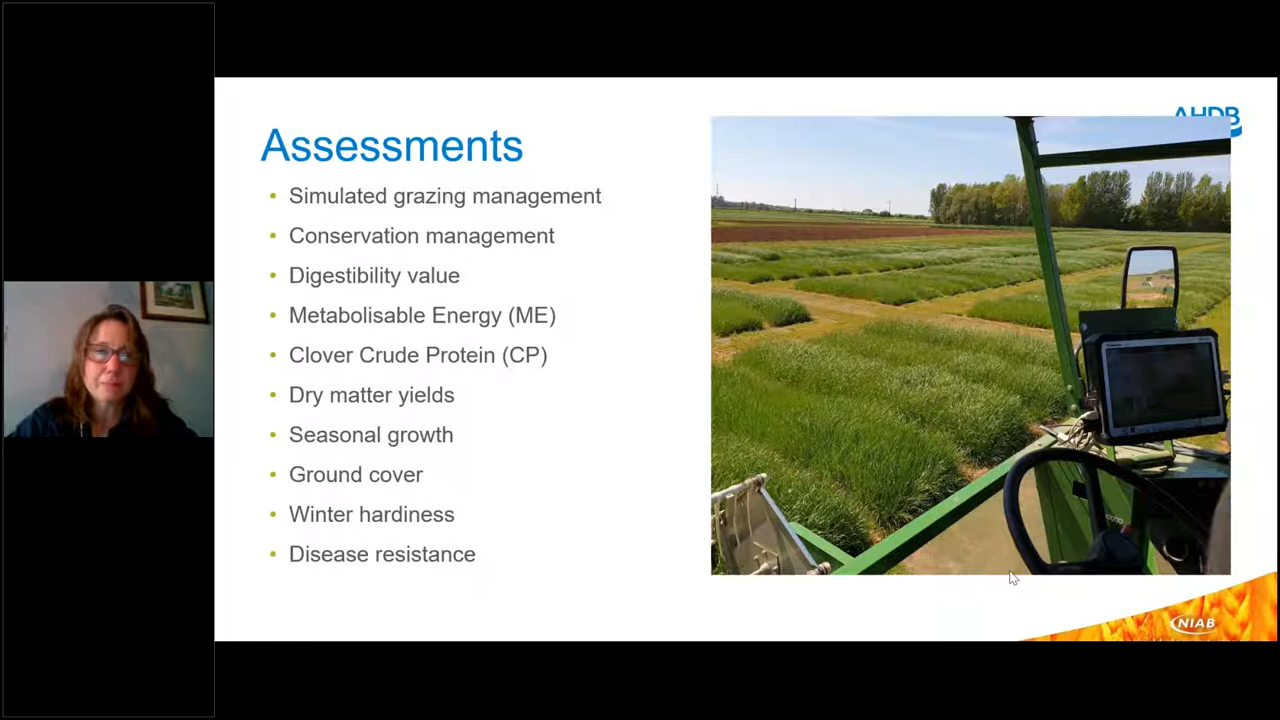 AHDB
Assessments
• Simulated grazing management
• Conservation management
• Digestibility value
• Metabolisable Energy (ME)
• Clover Crude Protein (CP)
• Dry matter yields
• Seasonal growth
• Ground cover
• Winter hardiness
• Disease resistance
NIAB